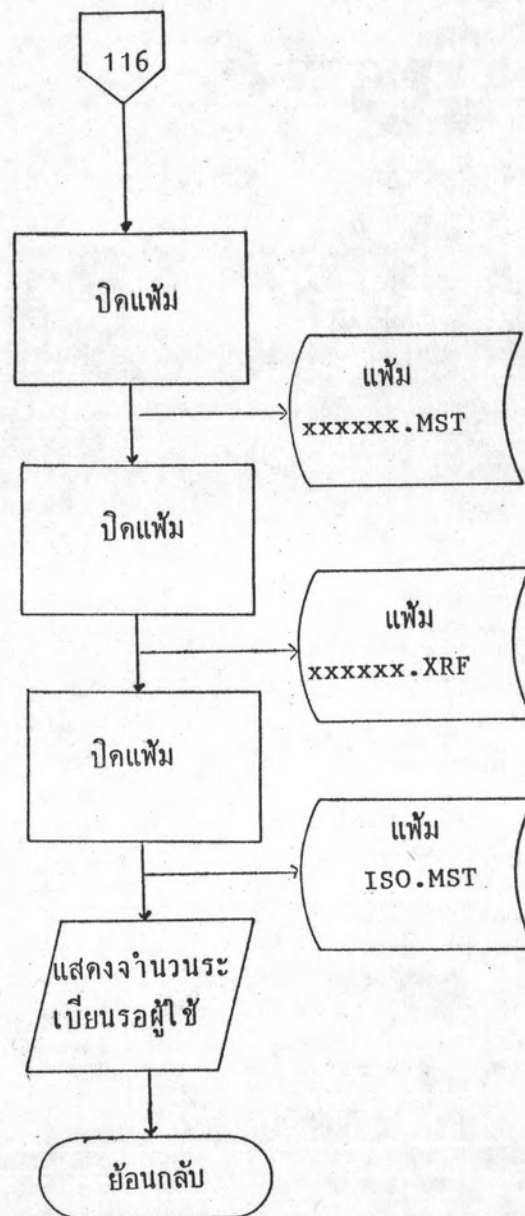 116
ปิดแฟ้ม
แฟ้ม
xxxxxx.MST
ปิดแฟ้ม
แฟ้ม
xxxxxx.XRF
ปิดแฟ้ม
แฟ้ม
ISO.MST
แสดงจำนวนระ
เบียนรอผู้ใช้
ย้อนกลับ